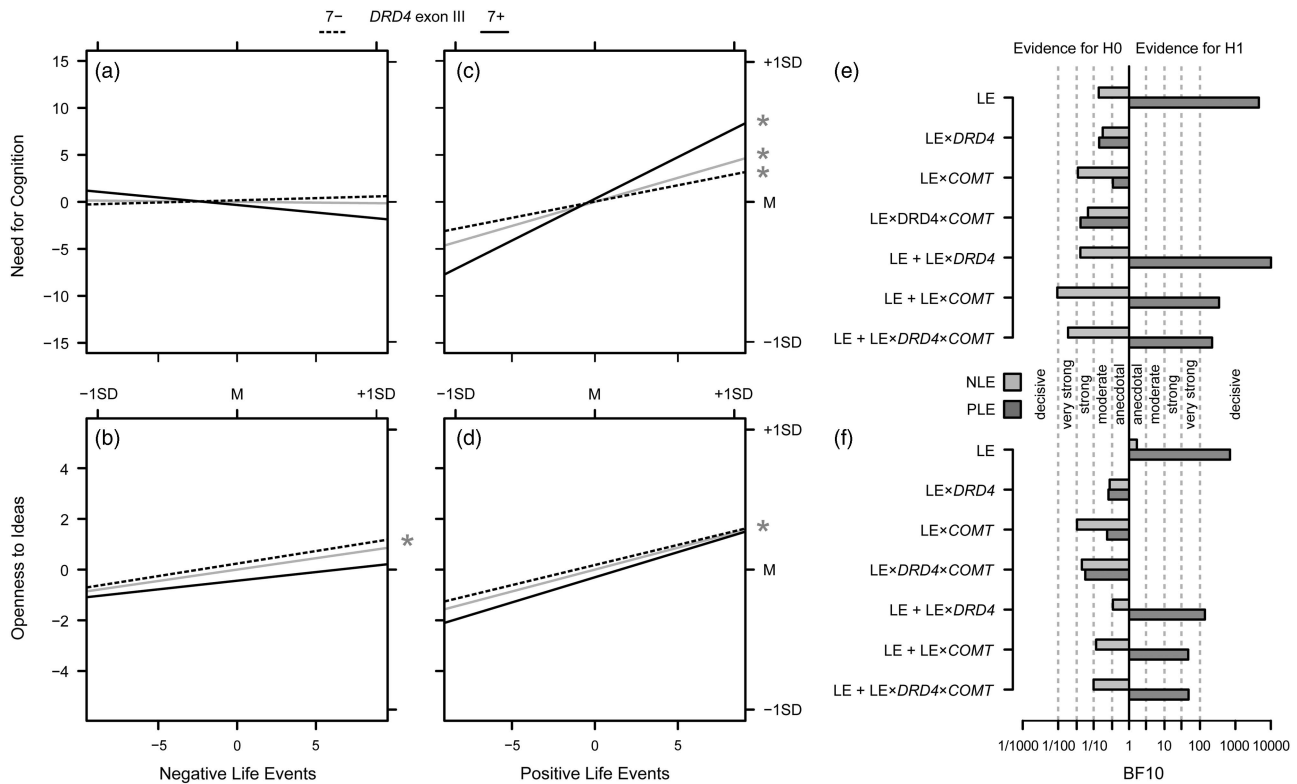 7− DRD4 exon III 7+
(a)
15
10
5
0
−5
−10
−15
Need for Cognition
(c)
+1SD
*
*
*
M
−1SD
−1SD M +1SD
−1SD M +1SD
(b)
4
2
0
−2
−4
Openness to Ideas
*
−5 0 5
Negative Life Events
(d)
+1SD
*
M
−1SD
−5 0 5
Positive Life Events
Evidence for H0 Evidence for H1
(e)
LE
LE×DRD4
LE×COMT
LE×DRD4×COMT
LE + LE×DRD4
LE + LE×COMT
LE + LE×DRD4×COMT
NLE
PLE
decisive
very strong
strong
moderate
anecdotal
anecdotal
moderate
strong
very strong
decisive
(f)
LE
LE×DRD4
LE×COMT
LE×DRD4×COMT
LE + LE×DRD4
LE + LE×COMT
LE + LE×DRD4×COMT
1/1000 1/100 1/10 1 10 100 1000 10000
BF10